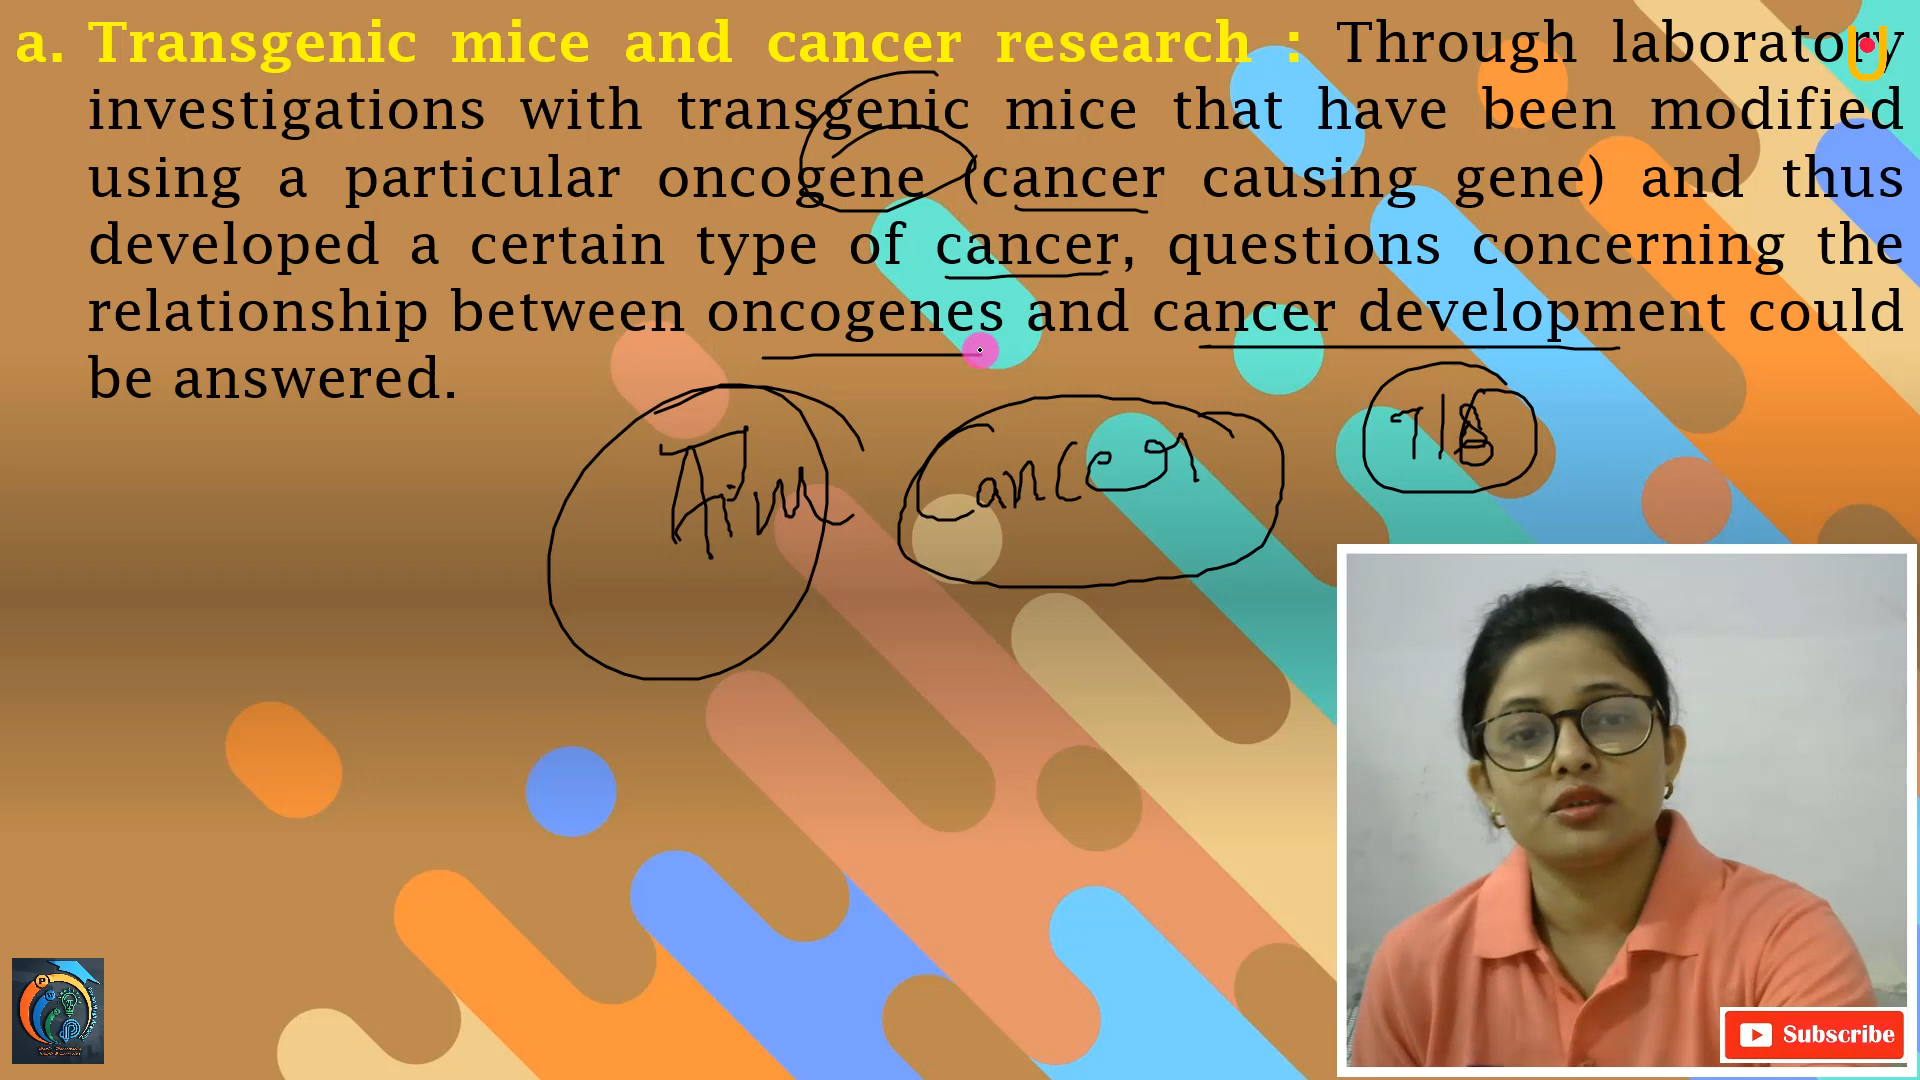 a. Transgenic mice and cancer research : Through laboratory
investigations with transgenic mice that have been modified
using a particular oncogene (cancer causing gene) and thus
developed a certain type of cancer, questions concerning the
relationship between oncogenes and cancer development could
be answered.
Cancer
Subscribe